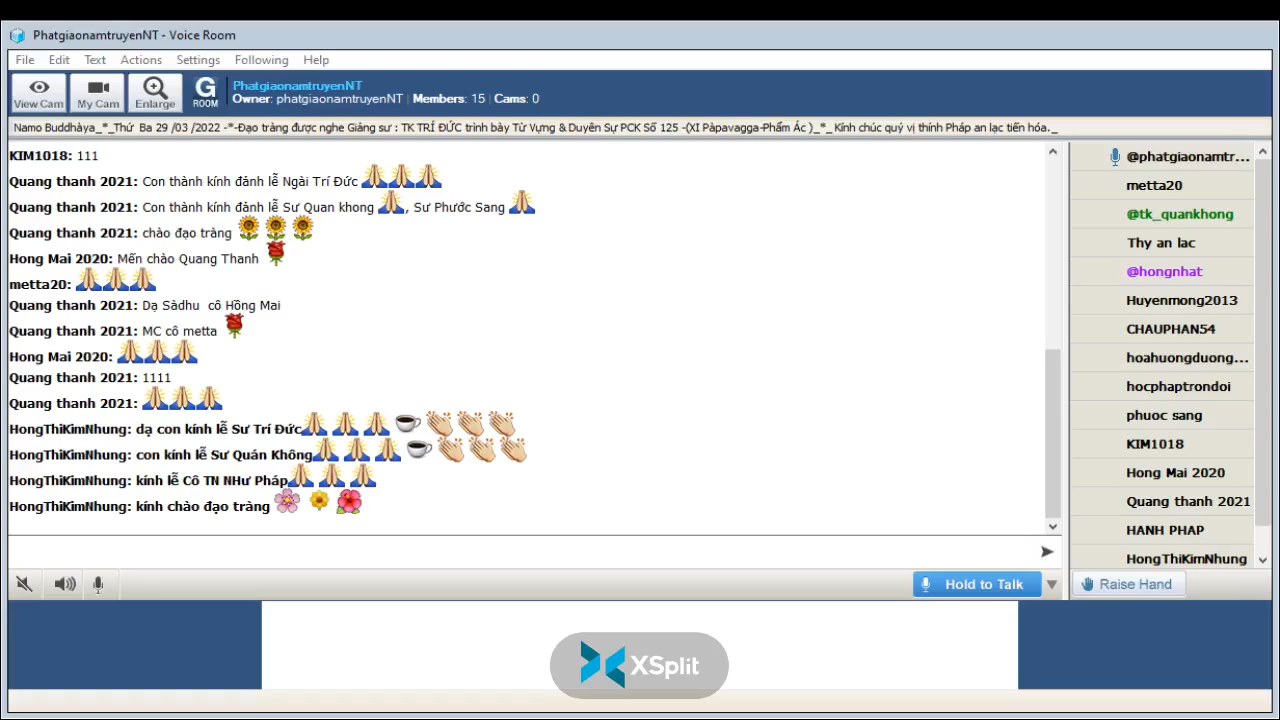 PhatgiaonamtruyenNT - Voice Room
File Edit Text Actions Settings Following Help
View Cam My Cam Enlarge G ROOM
PhatgiaonamtruyenNT
Owner: phatgiaonamtruyenNT | Members: 15 | Cams: 0
Namo Buddhàya_*_Thứ Ba 29 /03 /2022 -*-Đạo tràng được nghe Giảng sư : TK TRÍ ĐỨC trình bày Từ Vựng & Duyên Sự PCK Số 125 -(XI Pàpavagga-Phẩm Ác )_*_ Kính chúc quý vị thính Pháp an lạc tiến hóa._
KIM1018: 111
Quang thanh 2021: Con thành kính đảnh lễ Ngài Trí Đức 🙏🙏🙏
Quang thanh 2021: Con thành kính đảnh lễ Sư Quan khong 🙏, Sư Phước Sang 🙏
Quang thanh 2021: chào đạo tràng 🌻🌻🌻
Hong Mai 2020: Mến chào Quang Thanh 🌹
metta20: 🙏🙏🙏
Quang thanh 2021: Dạ Sàdhu cô Hồng Mai
Quang thanh 2021: MC cô metta 🌹
Hong Mai 2020: 🙏🙏🙏
Quang thanh 2021: 1111
Quang thanh 2021: 🙏🙏🙏
HongThiKimNhung: dạ con kính lễ Sư Trí Đức🙏 🙏 🙏 ☕ 👏 👏 👏
HongThiKimNhung: con kính lễ Sư Quán Không🙏 🙏 🙏 ☕ 👏 👏 👏
HongThiKimNhung: kính lễ Cô TN NHư Pháp🙏 🙏 🙏
HongThiKimNhung: kính chào đạo tràng 🌸 🌼 🌺
@phatgiaonamtr...
metta20
@tk_quankhong
Thy an lac
@hongnhat
Huyenmong2013
CHAUPHAN54
hoahuongduong...
hocphaptrondoi
phuoc sang
KIM1018
Hong Mai 2020
Quang thanh 2021
HANH PHAP
HongThiKimNhung
Hold to Talk
Raise Hand
XSplit